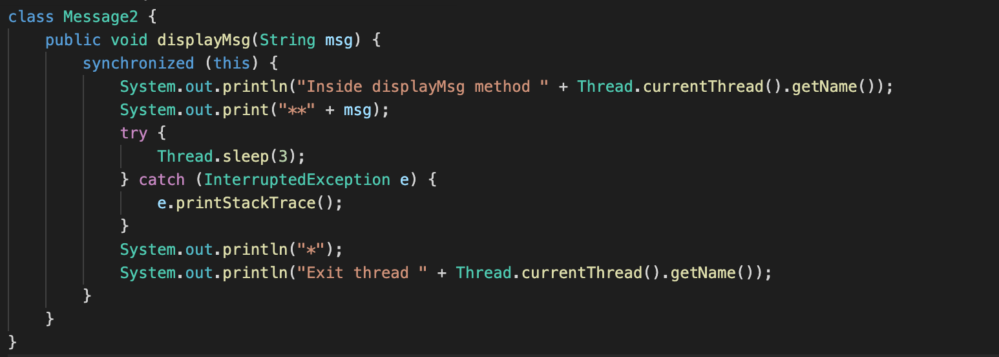 class Message2 {
    public void displayMsg(String msg) {
        synchronized (this) {
            System.out.println("Inside displayMsg method " + Thread.currentThread().getName());
            System.out.print("**" + msg);
            try {
                Thread.sleep(3);
            } catch (InterruptedException e) {
                e.printStackTrace();
            }
            System.out.println("*");
            System.out.println("Exit thread " + Thread.currentThread().getName());
        }
    }
}